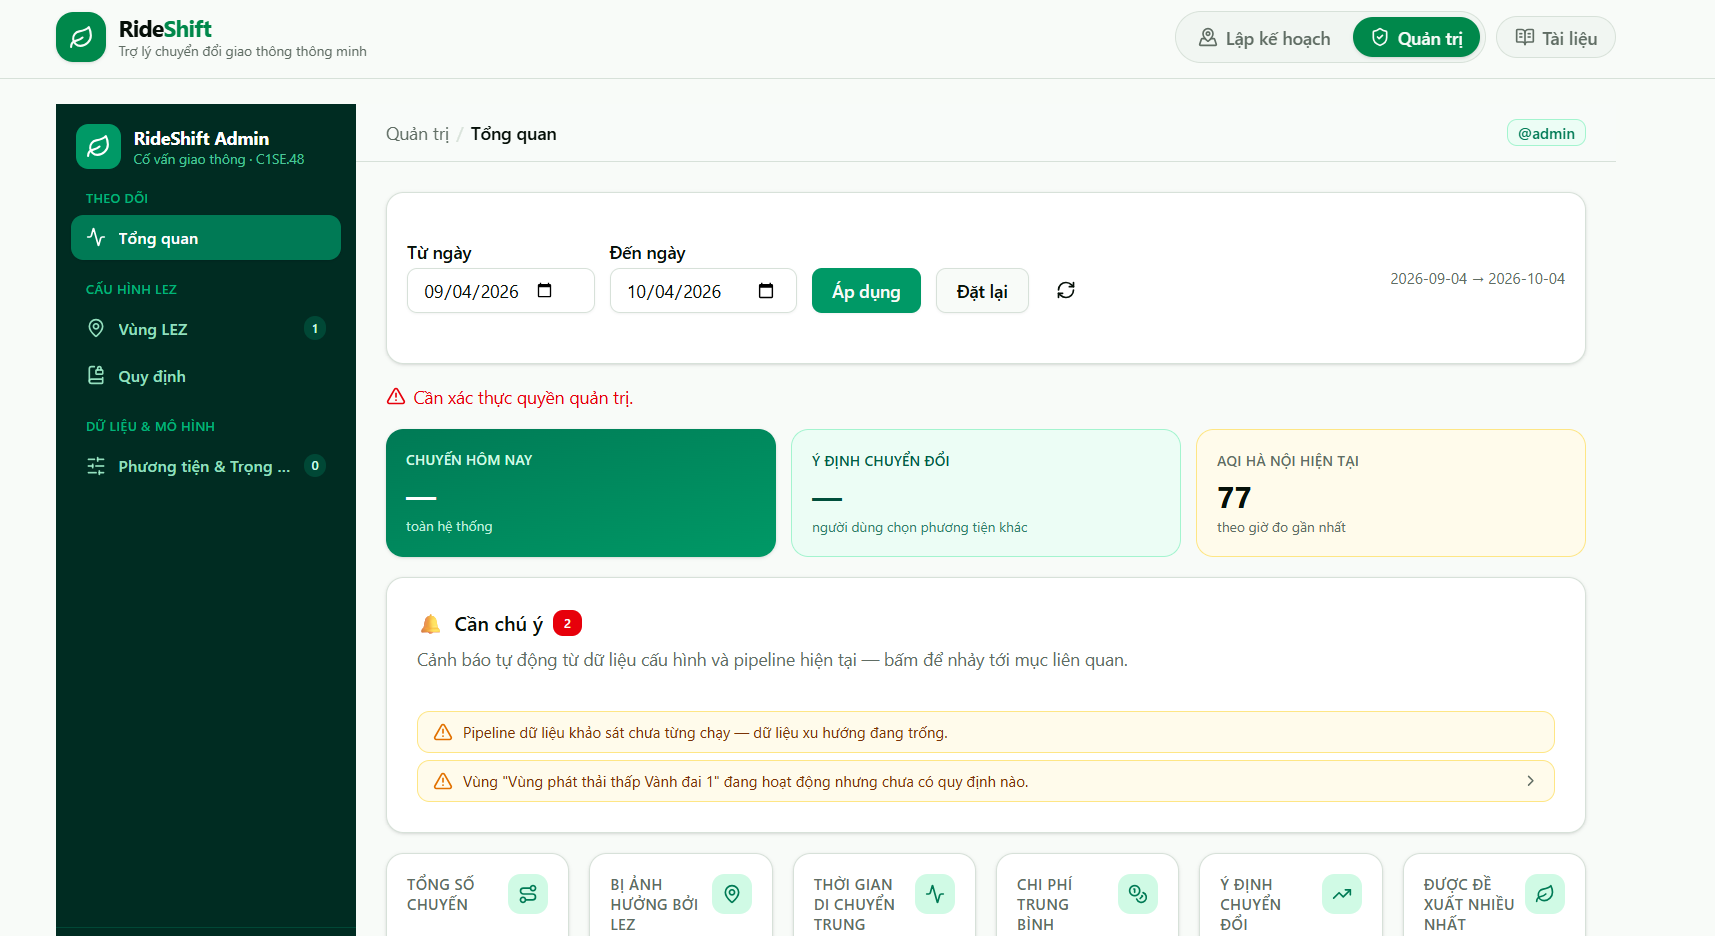 RideShift
Trợ lý chuyển đổi giao thông thông minh
Lập kế hoạch
Quản trị
Tài liệu
RideShift Admin
Cố vấn giao thông · C1SE.48
THEO DÕI
Tổng quan
CẤU HÌNH LEZ
Vùng LEZ
1
Quy định
DỮ LIỆU & MÔ HÌNH
Phương tiện & Trọng ...
0
Quản trị / Tổng quan
@admin
Từ ngày
Đến ngày
09/04/2026
10/04/2026
Áp dụng
Đặt lại
2026-09-04 → 2026-10-04
Cần xác thực quyền quản trị.
CHUYẾN HÔM NAY
—
toàn hệ thống
Ý ĐỊNH CHUYỂN ĐỔI
—
người dùng chọn phương tiện khác
AQI HÀ NỘI HIỆN TẠI
77
theo giờ đo gần nhất
Cần chú ý
2
Cảnh báo tự động từ dữ liệu cấu hình và pipeline hiện tại — bấm để nhảy tới mục liên quan.
Pipeline dữ liệu khảo sát chưa từng chạy — dữ liệu xu hướng đang trống.
Vùng "Vùng phát thải thấp Vành đai 1" đang hoạt động nhưng chưa có quy định nào.
TỔNG SỐ
CHUYẾN
BỊ ẢNH
HƯỞNG BỞI
LEZ
THỜI GIAN
DI CHUYỂN
TRUNG
CHI PHÍ
TRUNG
BÌNH
Ý ĐỊNH
CHUYỂN
ĐỔI
ĐƯỢC ĐỀ
XUẤT NHIỀU
NHẤT